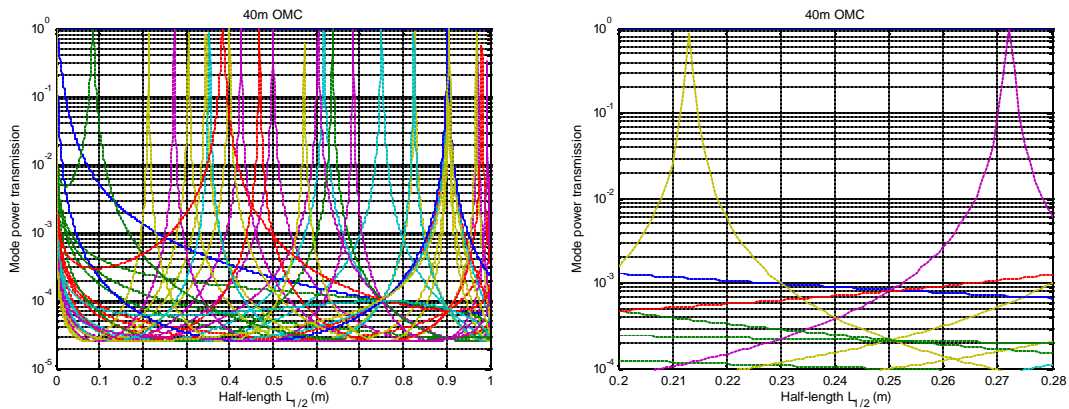 40m OMC
10^0
10^-1
10^-2
10^-3
10^-4
10^-5
Mode power transmission
0 0.1 0.2 0.3 0.4 0.5 0.6 0.7 0.8 0.9 1
Half-length L_1/2 (m)
40m OMC
10^0
10^-1
10^-2
10^-3
10^-4
Mode power transmission
0.2 0.21 0.22 0.23 0.24 0.25 0.26 0.27 0.28
Half-length L_1/2 (m)